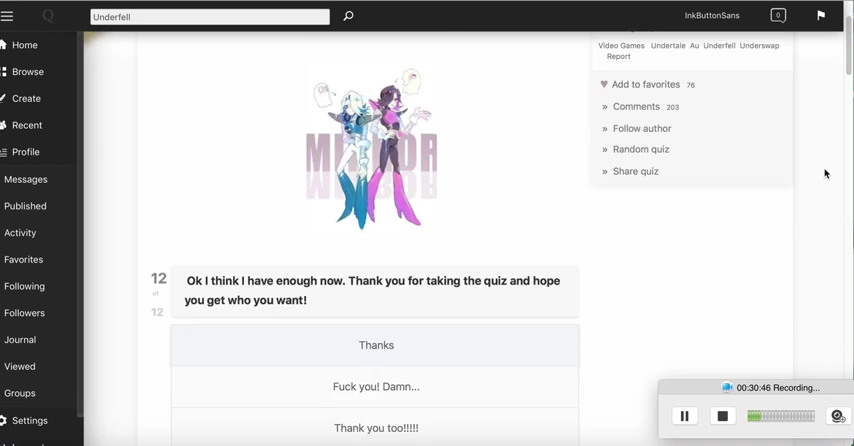 Q
Underfell
InkButtonSans
0
Home
Browse
Create
Recent
Profile
Messages
Published
Activity
Favorites
Following
Followers
Journal
Viewed
Groups
Settings
Video Games Undertale Au Underfell Underswap
Report
Add to favorites 76
» Comments 203
» Follow author
» Random quiz
» Share quiz
12
of
12
Ok I think I have enough now. Thank you for taking the quiz and hope
you get who you want!
Thanks
Fuck you! Damn...
Thank you too!!!!!
00:30:46 Recording...